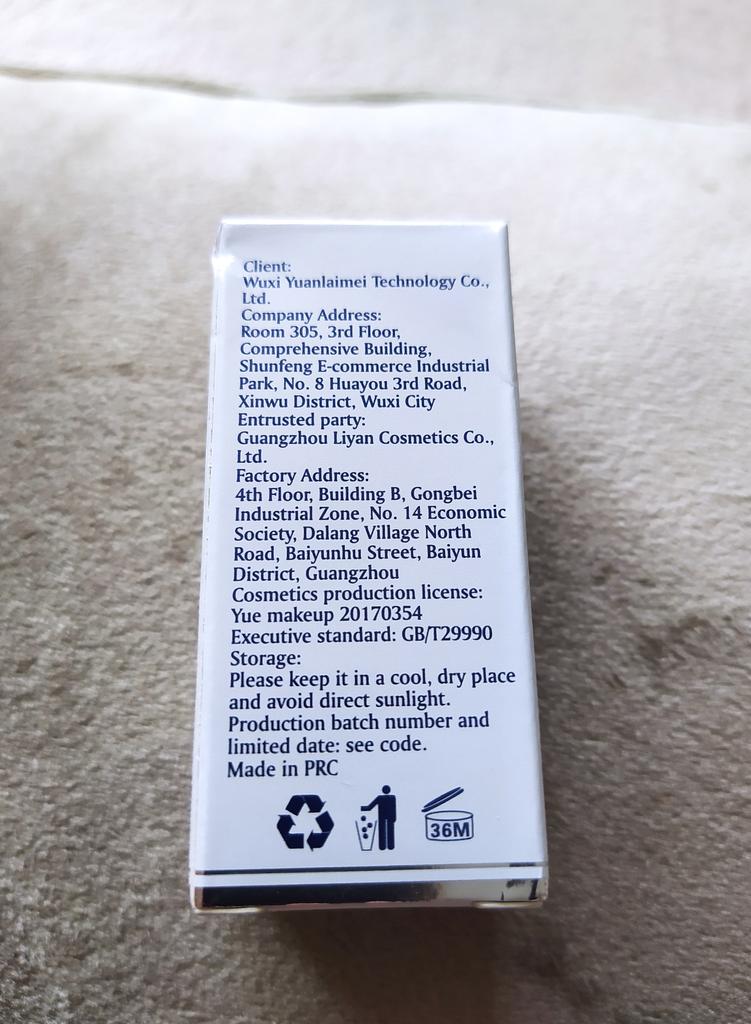 Client:
Wuxi Yuanlaimei Technology Co.,
Ltd.
Company Address:
Room 305, 3rd Floor,
Comprehensive Building,
Shunfeng E-commerce Industrial
Park, No. 8 Huayou 3rd Road,
Xinwu District, Wuxi City
Entrusted party:
Guangzhou Liyan Cosmetics Co.,
Ltd.
Factory Address:
4th Floor, Building B, Gongbei
Industrial Zone, No. 14 Economic
Society, Dalang Village North
Road, Baiyunhu Street, Baiyun
District, Guangzhou
Cosmetics production license:
Yue makeup 20170354
Executive standard: GB/T29990
Storage:
Please keep it in a cool, dry place
and avoid direct sunlight.
Production batch number and
limited date: see code.
Made in PRC
36M